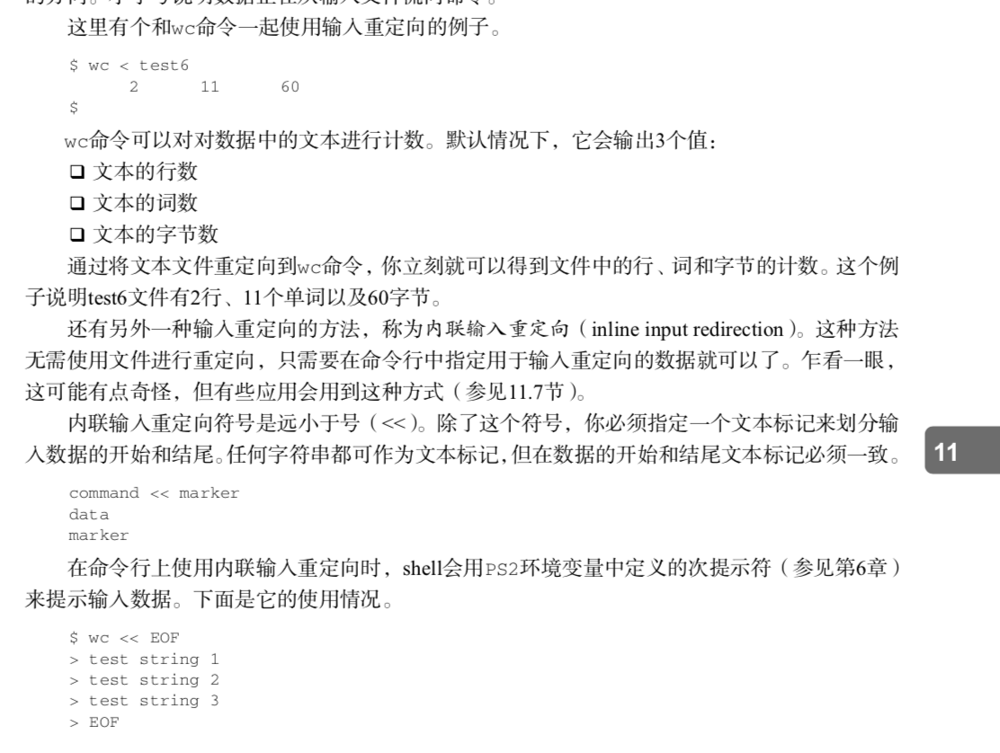 这里有个和wc命令一起使用输入重定向的例子。
$ wc < test6
2 11 60
$
wc命令可以对对数据中的文本进行计数。默认情况下，它会输出3个值：
❑ 文本的行数
❑ 文本的词数
❑ 文本的字节数
通过将文本文件重定向到wc命令，你立刻就可以得到文件中的行、词和字节的计数。这个例
子说明test6文件有2行、11个单词以及60字节。
还有另外一种输入重定向的方法，称为内联输入重定向（inline input redirection）。这种方法
无需使用文件进行重定向，只需要在命令行中指定用于输入重定向的数据就可以了。乍看一眼，
这可能有点奇怪，但有些应用会用到这种方式（参见11.7节）。
内联输入重定向符号是远小于号（<<）。除了这个符号，你必须指定一个文本标记来划分输
入数据的开始和结尾。任何字符串都可作为文本标记，但在数据的开始和结尾文本标记必须一致。
11
command << marker
data
marker
在命令行上使用内联输入重定向时，shell会用PS2环境变量中定义的次提示符（参见第6章）
来提示输入数据。下面是它的使用情况。
$ wc << EOF
> test string 1
> test string 2
> test string 3
> EOF